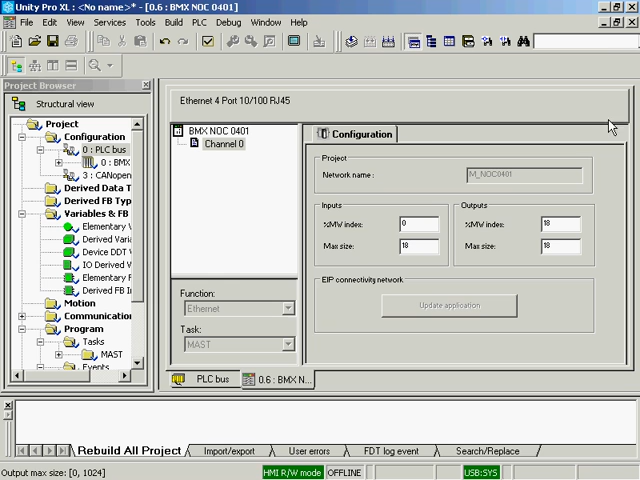 Unity Pro XL : <No name>* - [0.6 : BMX NOC 0401]
File Edit View Services Tools Build PLC Debug Window Help
Project Browser
Structural view
Project
Configuration
0 : PLC bus
0 : BMX
3 : CANopen
Derived Data T
Derived FB Typ
Variables & FB
Elementary V
Derived Varia
Device DDT V
IO Derived V
Elementary F
Derived FB In
Motion
Communicatio
Program
Tasks
MAST
Events
Ethernet 4 Port 10/100 RJ45
BMX NOC 0401
Channel 0
Function:
Ethernet
Task:
MAST
Configuration
Project
Network name :
M_NOC0401
Inputs
%MW index:
0
Max size:
18
Outputs
%MW index:
18
Max size:
18
EIP connectivity network
Update application
PLC bus
0.6 : BMX N...
Rebuild All Project
Import/export
User errors
FDT log event
Search/Replace
Output max size: [0, 1024]
HMI R/W mode
OFFLINE
USB:SYS